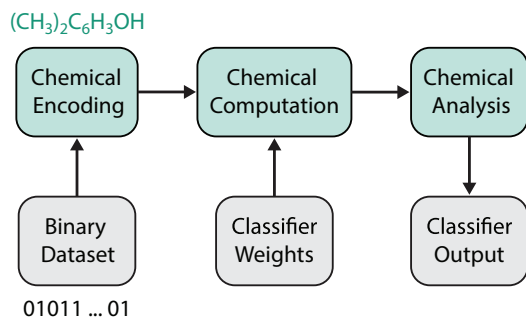 (CH₃)₂C₆H₃OH
Chemical
Encoding
Chemical
Computation
Chemical
Analysis
Binary
Dataset
Classifier
Weights
Classifier
Output
01011 ... 01